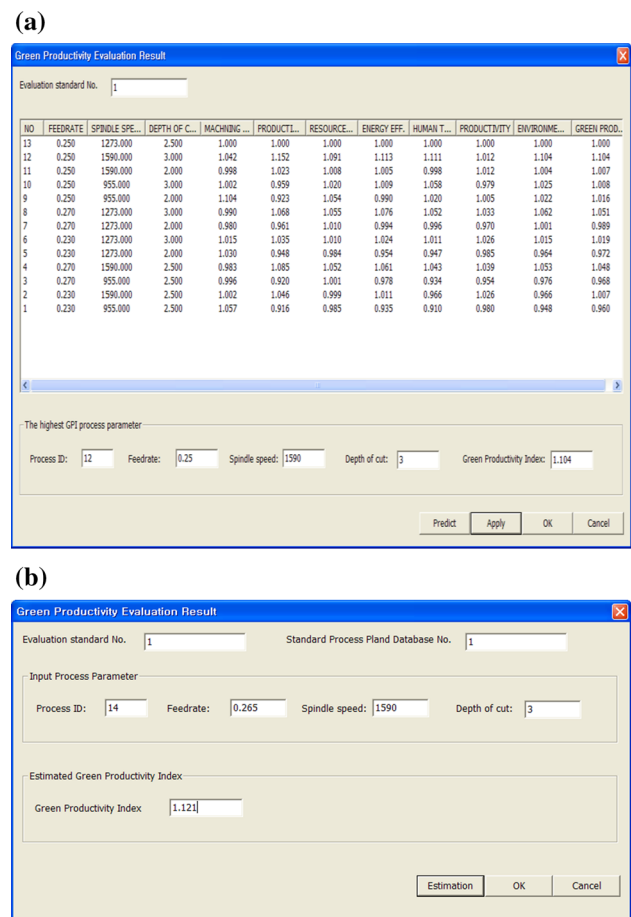 (a)
Green Productivity Evaluation Result
Evaluation standard No. 1
NO FEEDRATE SPINDLE SPE... DEPTH OF C... MACHNING ... PRODUCTI... RESOURCE... ENERGY EFF. HUMAN T... PRODUCTIVITY ENVIRONME... GREEN PROD..
13 0.250 1273.000 2.500 1.000 1.000 1.000 1.000 1.000 1.000 1.000 1.000
12 0.250 1590.000 3.000 1.042 1.152 1.091 1.113 1.111 1.012 1.104 1.104
11 0.250 1590.000 2.000 0.998 1.023 1.008 1.005 0.998 1.012 1.004 1.007
10 0.250 955.000 3.000 1.002 0.959 1.020 1.009 1.058 0.979 1.025 1.008
9 0.250 955.000 2.000 1.104 0.923 1.054 0.990 1.020 1.005 1.022 1.016
8 0.270 1273.000 3.000 0.990 1.068 1.055 1.076 1.052 1.033 1.062 1.051
7 0.270 1273.000 2.000 0.980 0.961 1.010 0.994 0.996 0.970 1.001 0.989
6 0.230 1273.000 3.000 1.015 1.035 1.010 1.024 1.011 1.026 1.015 1.019
5 0.230 1273.000 2.000 1.030 0.948 0.984 0.954 0.947 0.985 0.964 0.972
4 0.270 1590.000 2.500 0.983 1.085 1.052 1.061 1.043 1.039 1.053 1.048
3 0.270 955.000 2.500 0.996 0.920 1.001 0.978 0.934 0.954 0.976 0.968
2 0.230 1590.000 2.500 1.002 1.046 0.999 1.011 0.966 1.026 0.966 1.007
1 0.230 955.000 2.500 1.057 0.916 0.985 0.935 0.910 0.980 0.948 0.960
The highest GPI process parameter
Process ID: 12 Feedrate: 0.25 Spindle speed: 1590 Depth of cut: 3 Green Productivity Index: 1.104
Predict Apply OK Cancel
(b)
Green Productivity Evaluation Result
Evaluation standard No. 1 Standard Process Pland Database No. 1
Input Process Parameter
Process ID: 14 Feedrate: 0.265 Spindle speed: 1590 Depth of cut: 3
Estimated Green Productivity Index
Green Productivity Index 1.121
Estimation OK Cancel